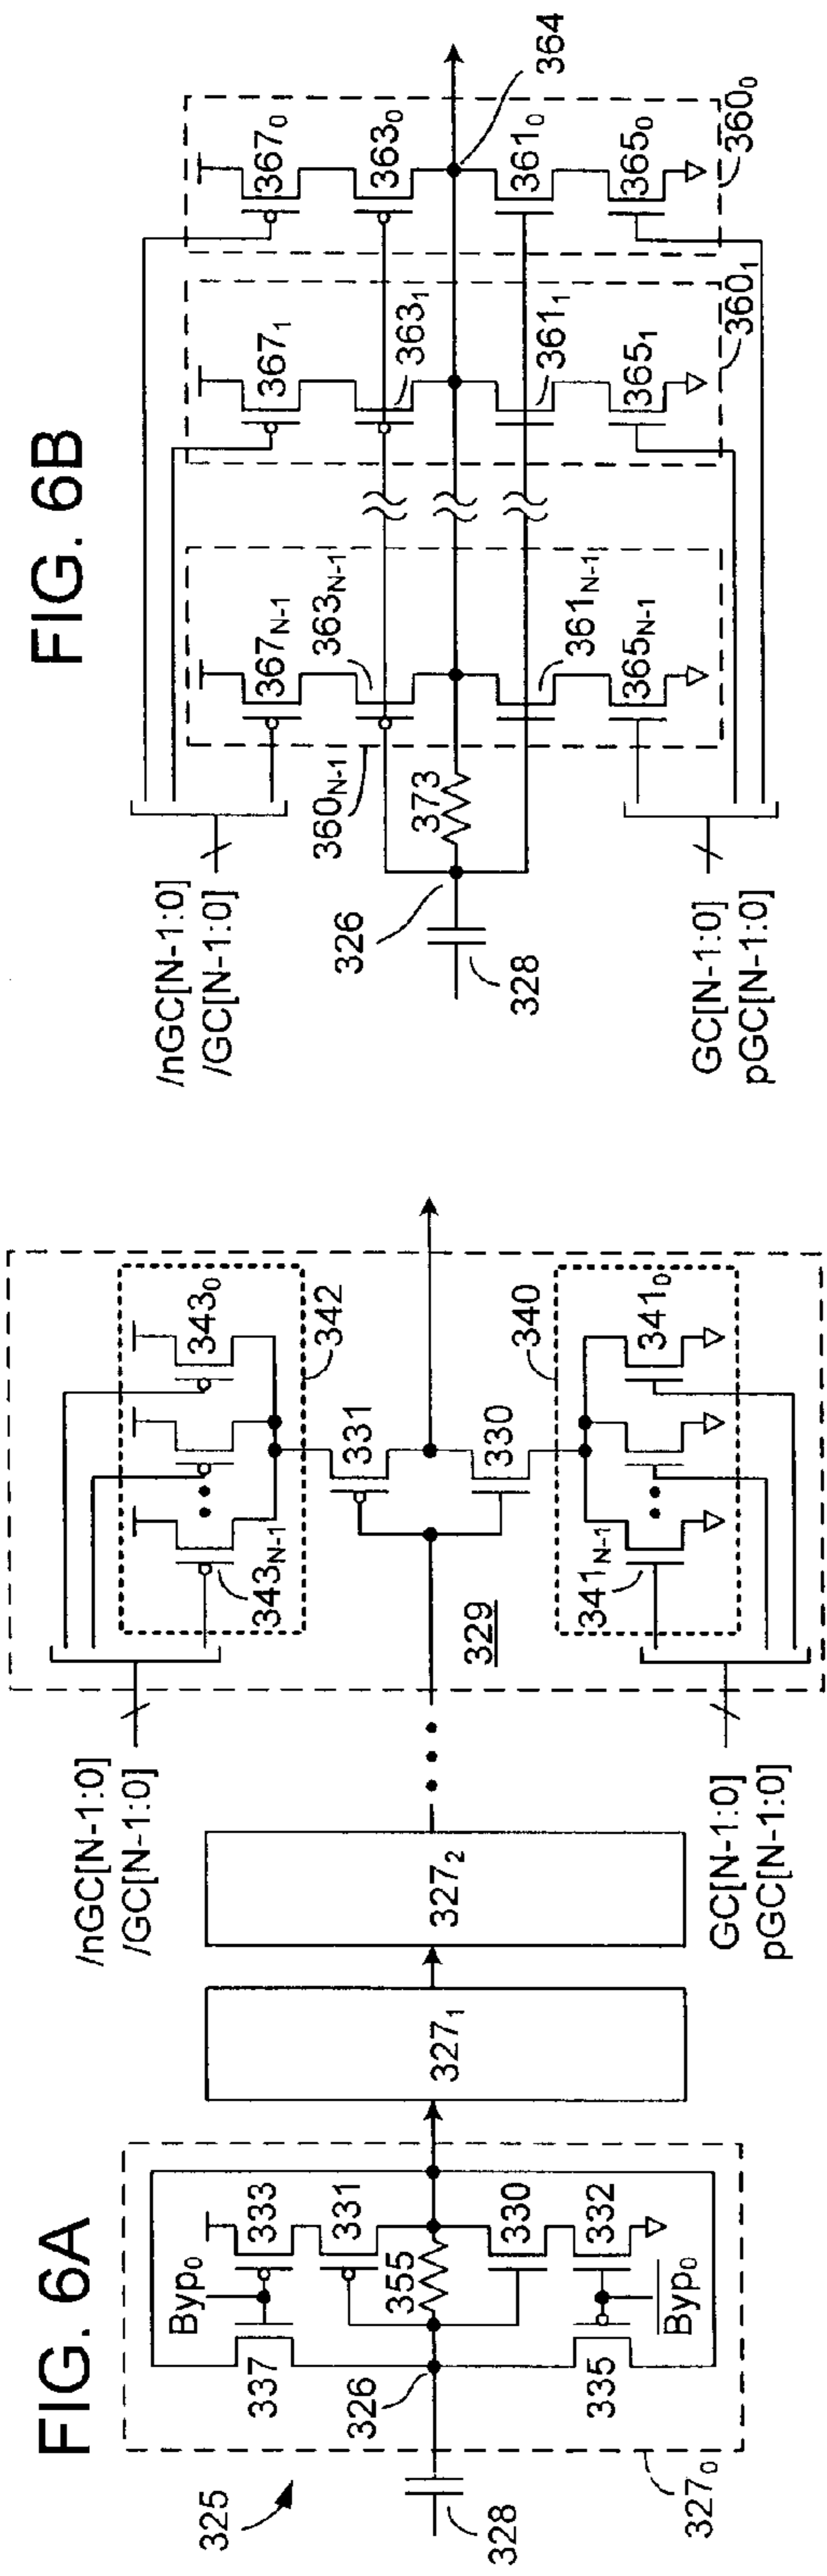 FIG. 6A
325
328
326
327₀
Byp₀
337
333
331
355
330
332
335
B̅y̅p̅₀̅
327₁
327₂
/nGC[N-1:0]
/GC[N-1:0]
GC[N-1:0]
pGC[N-1:0]
329
343N-1
343₀
342
331
330
340
341N-1
341₀
FIG. 6B
/nGC[N-1:0]
/GC[N-1:0]
GC[N-1:0]
pGC[N-1:0]
328
326
373
360N-1
367N-1
363N-1
361N-1
365N-1
367₁
363₁
361₁
365₁
360₁
367₀
363₀
361₀
365₀
360₀
364